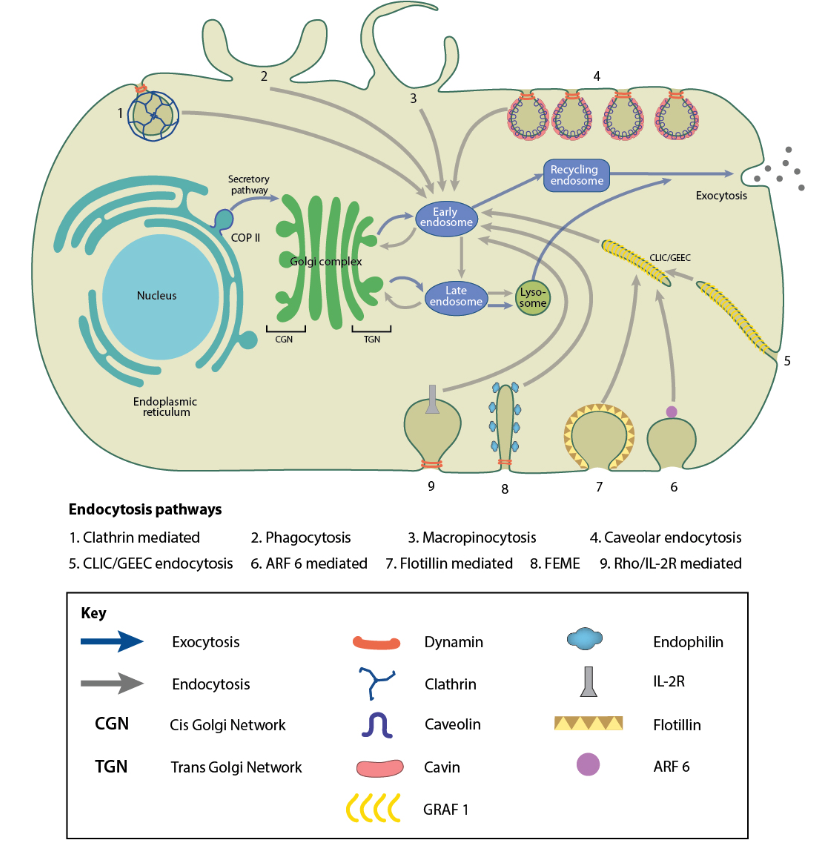 2
4
3
1
Secretory
pathway
COP II
Recycling
endosome
Exocytosis
Early
endosome
Golgi complex
CLIC/GEEC
Nucleus
Late
endosome
Lyso-
some
CGN
TGN
5
Endoplasmic
reticulum
9
8
7
6
Endocytosis pathways
1. Clathrin mediated 2. Phagocytosis 3. Macropinocytosis 4. Caveolar endocytosis
5. CLIC/GEEC endocytosis 6. ARF 6 mediated 7. Flotillin mediated 8. FEME 9. Rho/IL-2R mediated
Key
Exocytosis Dynamin Endophilin
Endocytosis Clathrin IL-2R
CGN Cis Golgi Network Caveolin Flotillin
TGN Trans Golgi Network Cavin ARF 6
GRAF 1